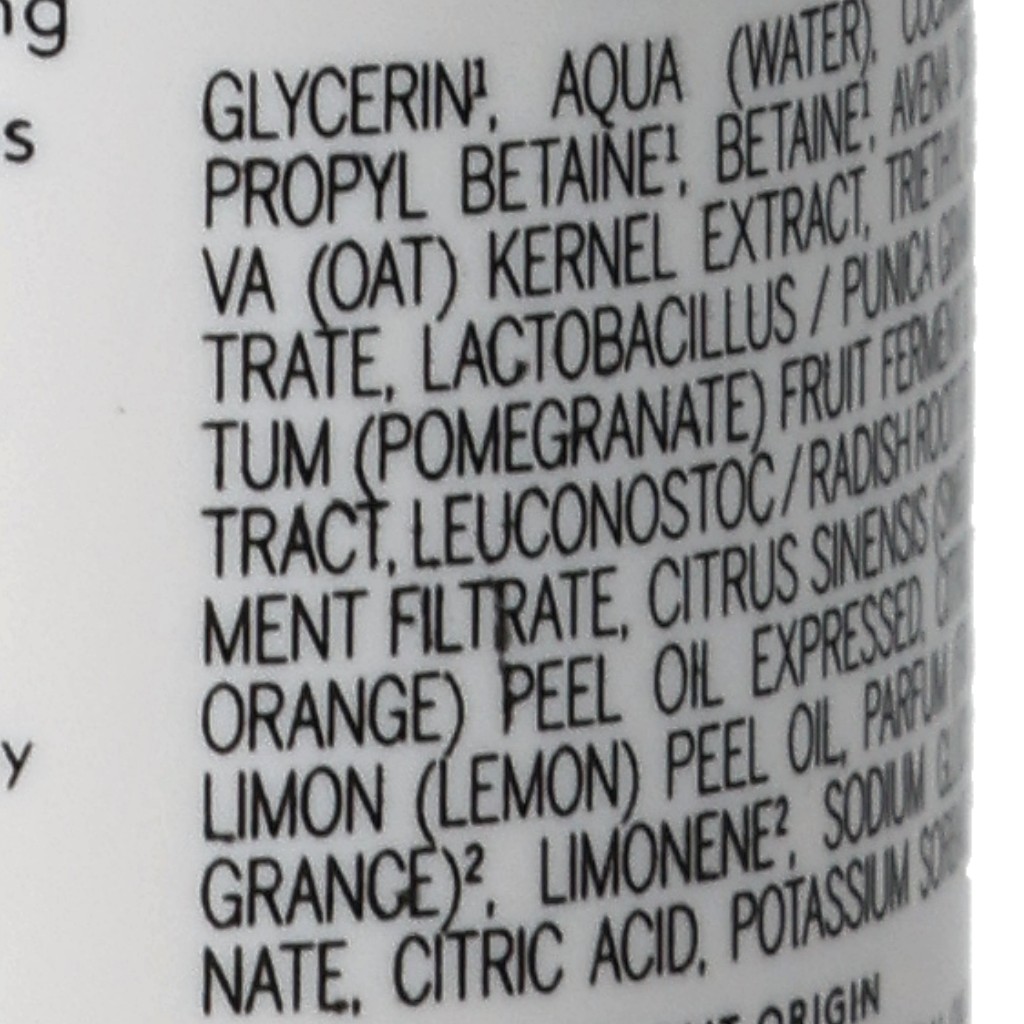 GLYCERIN¹, AQUA (WATER),
PROPYL BETAINE¹, BETAINE¹, AVENA
VA (OAT) KERNEL EXTRACT,
TRATE, LACTOBACILLUS / PUNICA
TUM (POMEGRANATE) FRUIT
TRACT, LEUCONOSTOC/RADISH ROOT
MENT FILTRATE, CITRUS SINENSIS
ORANGE) PEEL OIL EXPRESSED,
LIMON (LEMON) PEEL OIL, PARFUM
GRANCE)², LIMONENE², SODIUM
NATE, CITRIC ACID, POTASSIUM
ORIGIN